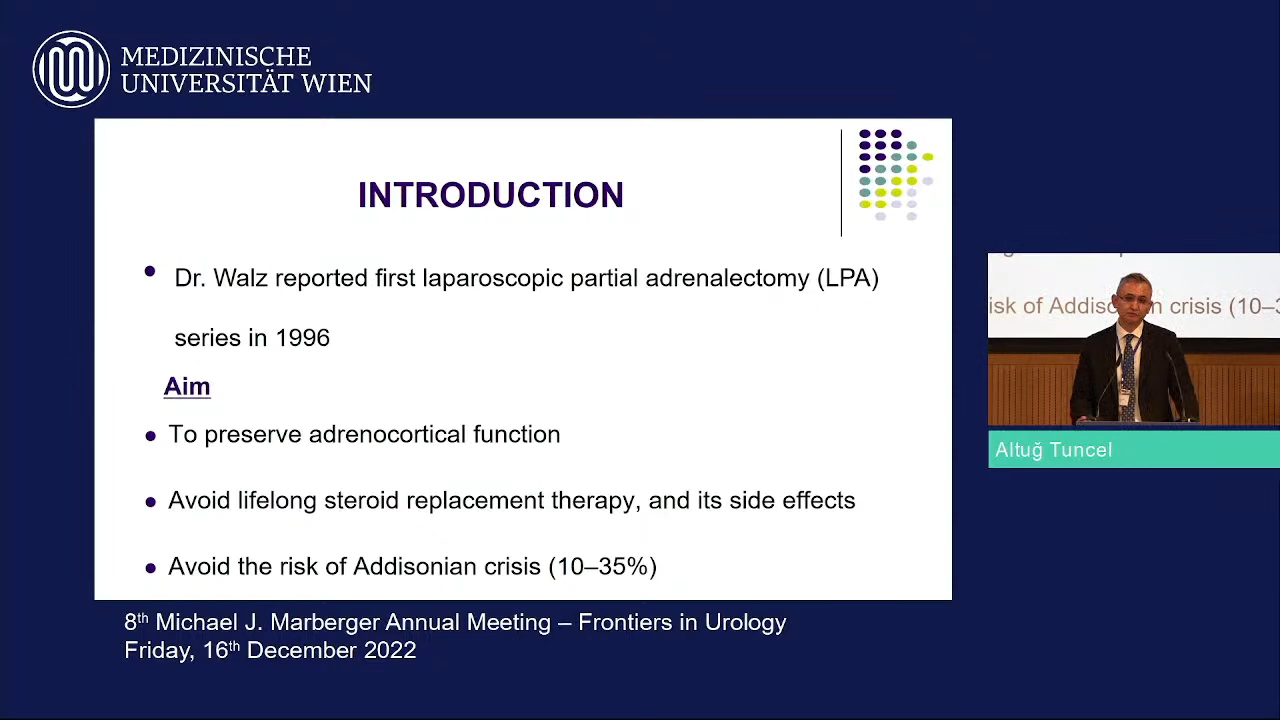 MEDIZINISCHE
UNIVERSITÄT WIEN
INTRODUCTION
• Dr. Walz reported first laparoscopic partial adrenalectomy (LPA)
series in 1996
Aim
• To preserve adrenocortical function
• Avoid lifelong steroid replacement therapy, and its side effects
• Avoid the risk of Addisonian crisis (10–35%)
isk of Addiso n crisis (10–3
Altuğ Tuncel
8th Michael J. Marberger Annual Meeting – Frontiers in Urology
Friday, 16th December 2022